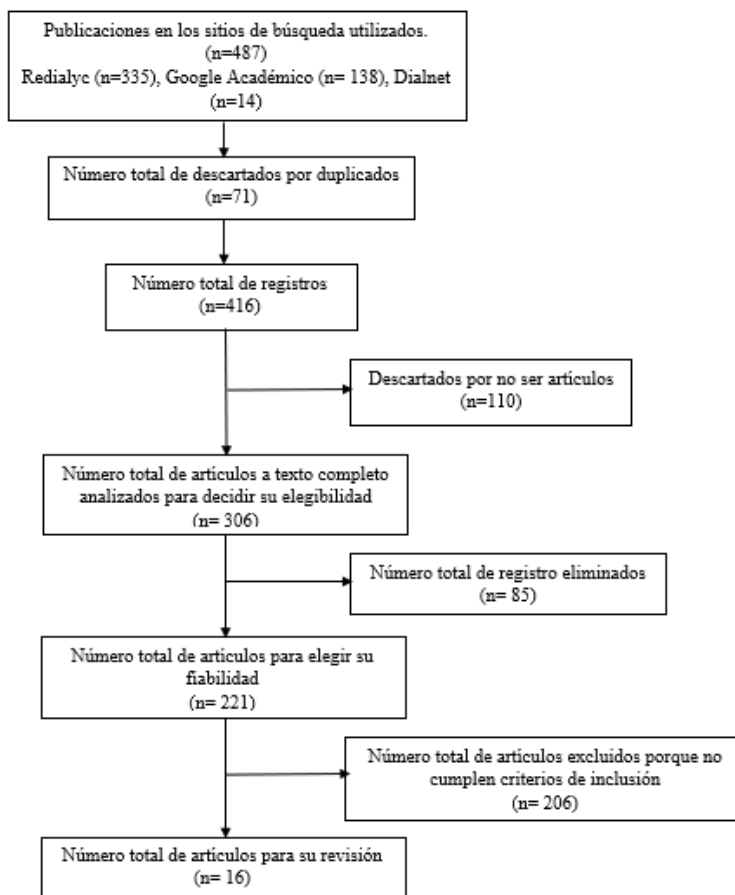 Publicaciones en los sitios de búsqueda utilizados.
(n=487)
Redialyc (n=335), Google Académico (n= 138), Dialnet
(n=14)
Número total de descartados por duplicados
(n=71)
Número total de registros
(n=416)
Descartados por no ser artículos
(n=110)
Número total de artículos a texto completo
analizados para decidir su elegibilidad
(n= 306)
Número total de registro eliminados
(n= 85)
Número total de artículos para elegir su
fiabilidad
(n= 221)
Número total de artículos excluidos porque no
cumplen criterios de inclusión
(n= 206)
Número total de artículos para su revisión
(n= 16)